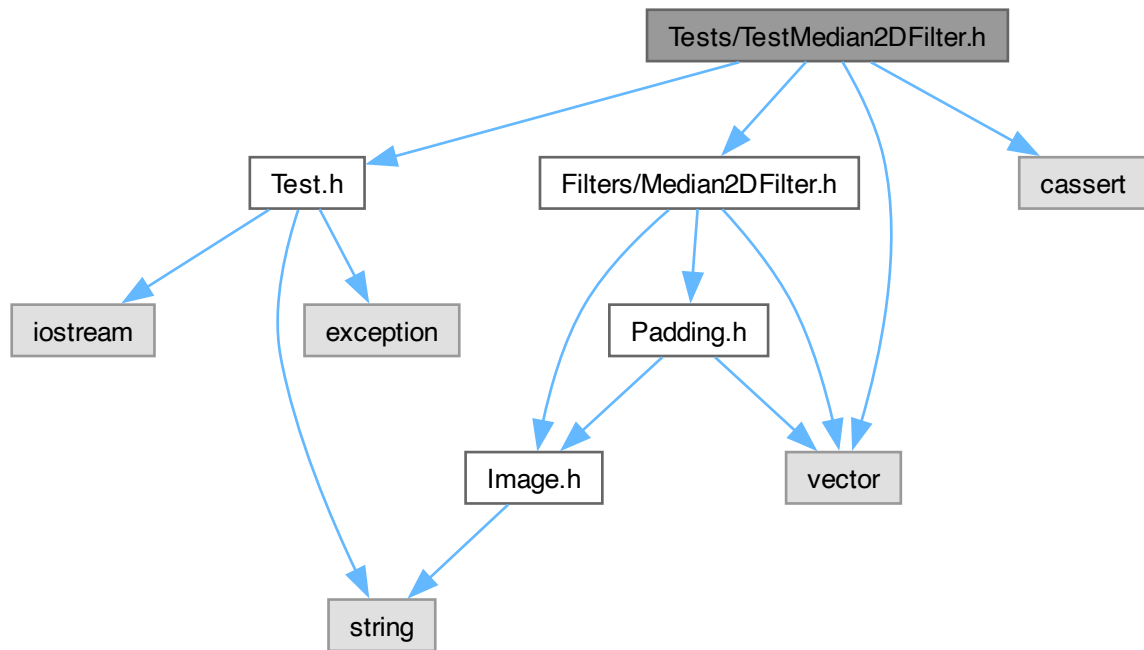 Tests/TestMedian2DFilter.h
Test.h
Filters/Median2DFilter.h
cassert
iostream
exception
Padding.h
Image.h
vector
string